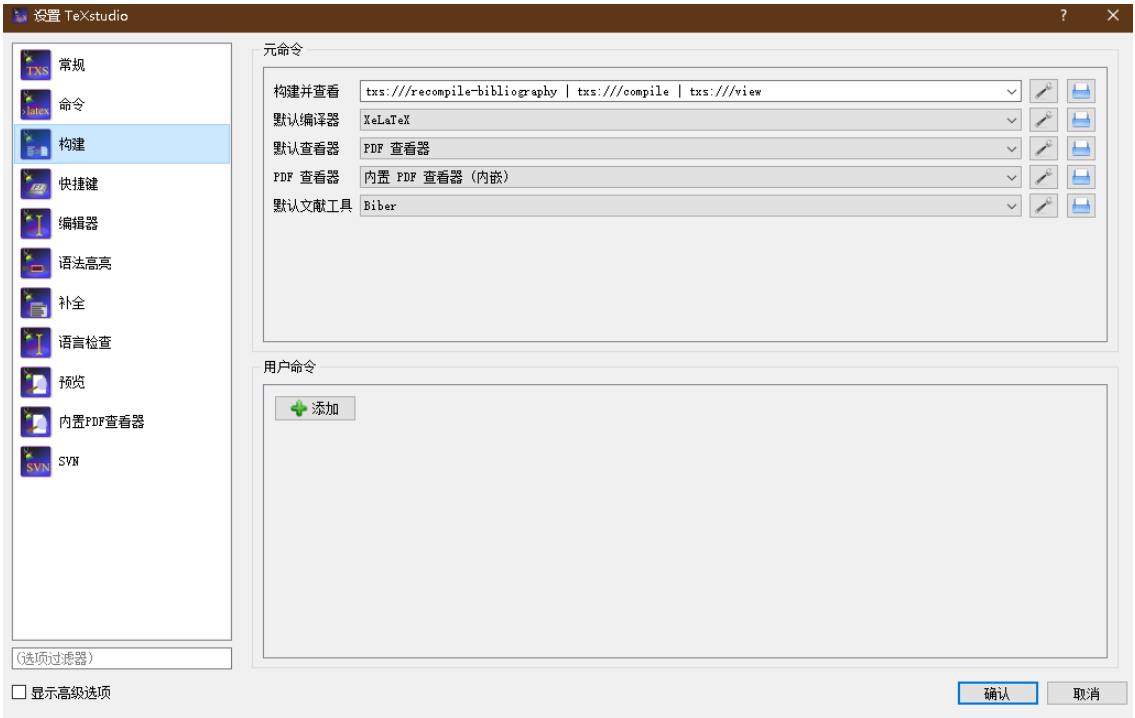 设置 TeXstudio
?
×
TXS
常规
>latex
命令
构建
快捷键
编辑器
语法高亮
补全
语言检查
预览
内置PDF查看器
SVN
SVN
(选项过滤器)
显示高级选项
元命令
构建并查看 txs:///recompile-bibliography | txs:///compile | txs:///view
默认编译器 XeLaTeX
默认查看器 PDF 查看器
PDF 查看器 内置 PDF 查看器 (内嵌)
默认文献工具 Biber
用户命令
添加
确认
取消